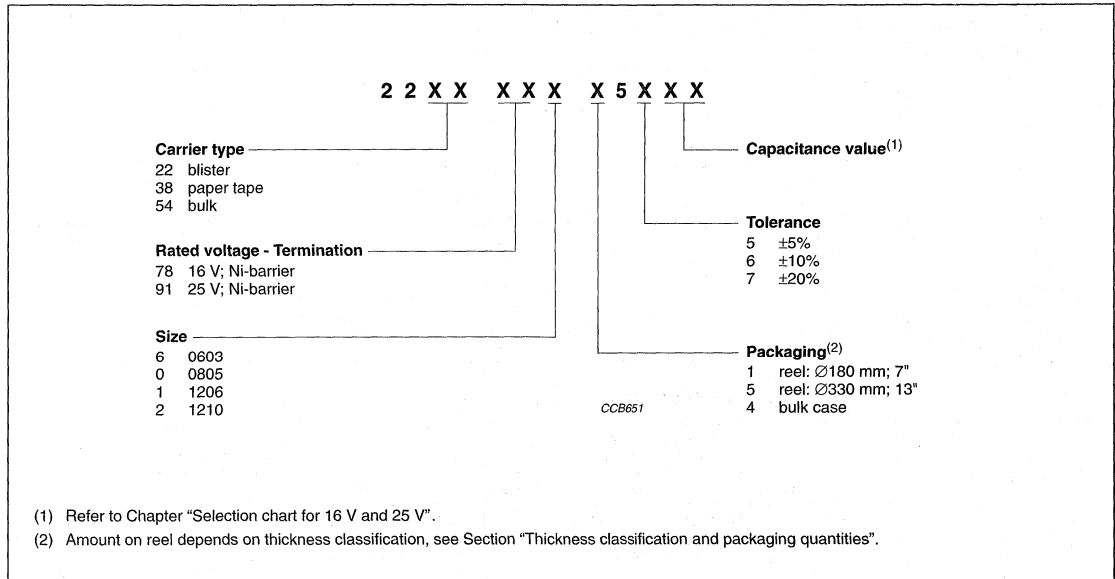 2 2 X X X X X X 5 X X X
Carrier type
22 blister
38 paper tape
54 bulk
Rated voltage - Termination
78 16 V; Ni-barrier
91 25 V; Ni-barrier
Size
6 0603
0 0805
1 1206
2 1210
Capacitance value(1)
Tolerance
5 ±5%
6 ±10%
7 ±20%
Packaging(2)
1 reel: ∅180 mm; 7"
5 reel: ∅330 mm; 13"
4 bulk case
CCB651
(1) Refer to Chapter “Selection chart for 16 V and 25 V”.
(2) Amount on reel depends on thickness classification, see Section “Thickness classification and packaging quantities”.